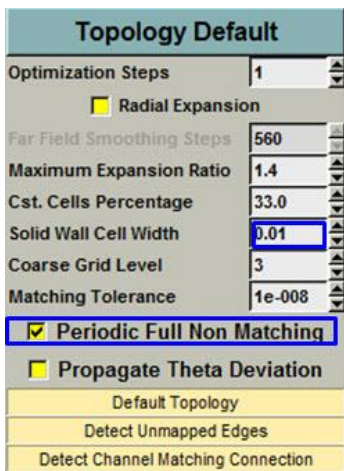 Topology Default
Optimization Steps 1
Radial Expansion
Far Field Smoothing Steps 560
Maximum Expansion Ratio 1.4
Cst. Cells Percentage 33.0
Solid Wall Cell Width 0.01
Coarse Grid Level 3
Matching Tolerance 1e-008
Periodic Full Non Matching
Propagate Theta Deviation
Default Topology
Detect Unmapped Edges
Detect Channel Matching Connection